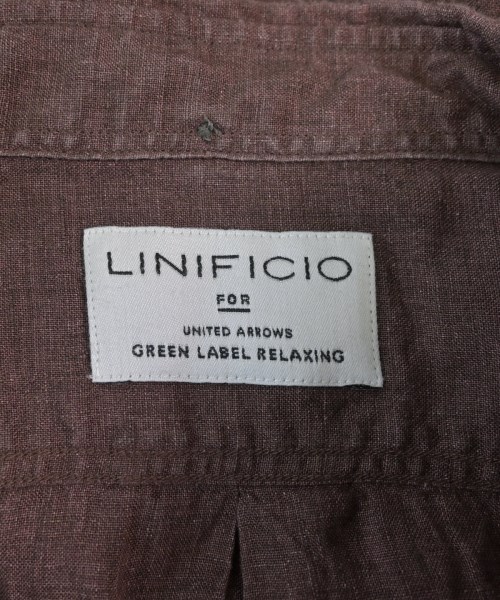 LINIFICIO
FOR
UNITED ARROWS
GREEN LABEL RELAXING